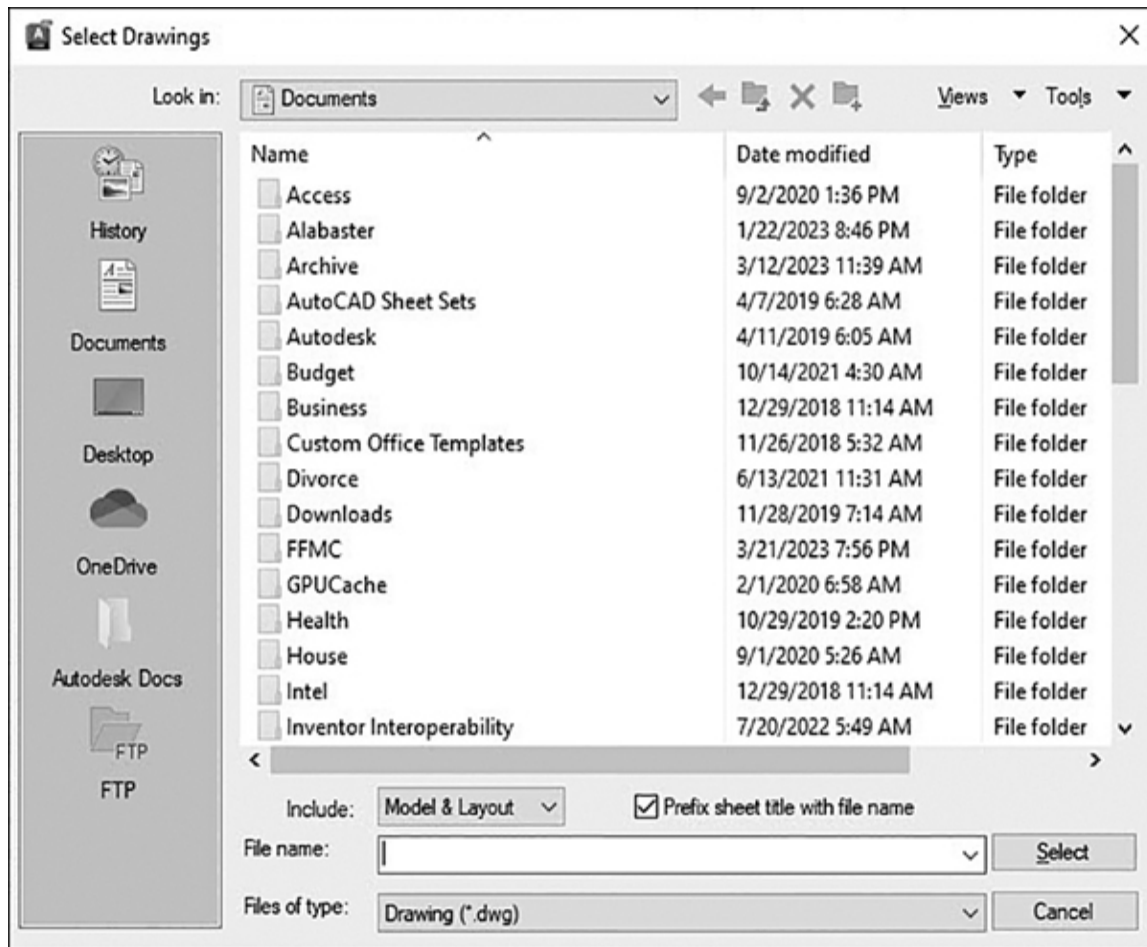 Select Drawings
Look in: Documents Views Tools
History
Documents
Desktop
OneDrive
Autodesk Docs
FTP
FTP
Name Date modified Type
Access 9/2/2020 1:36 PM File folder
Alabaster 1/22/2023 8:46 PM File folder
Archive 3/12/2023 11:39 AM File folder
AutoCAD Sheet Sets 4/7/2019 6:28 AM File folder
Autodesk 4/11/2019 6:05 AM File folder
Budget 10/14/2021 4:30 AM File folder
Business 12/29/2018 11:14 AM File folder
Custom Office Templates 11/26/2018 5:32 AM File folder
Divorce 6/13/2021 11:31 AM File folder
Downloads 11/28/2019 7:14 AM File folder
FFMC 3/21/2023 7:56 PM File folder
GPUCache 2/1/2020 6:58 AM File folder
Health 10/29/2019 2:20 PM File folder
House 9/1/2020 5:26 AM File folder
Intel 12/29/2018 11:14 AM File folder
Inventor Interoperability 7/20/2022 5:49 AM File folder
Include: Model & Layout Prefix sheet title with file name
File name: Select
Files of type: Drawing (*.dwg) Cancel